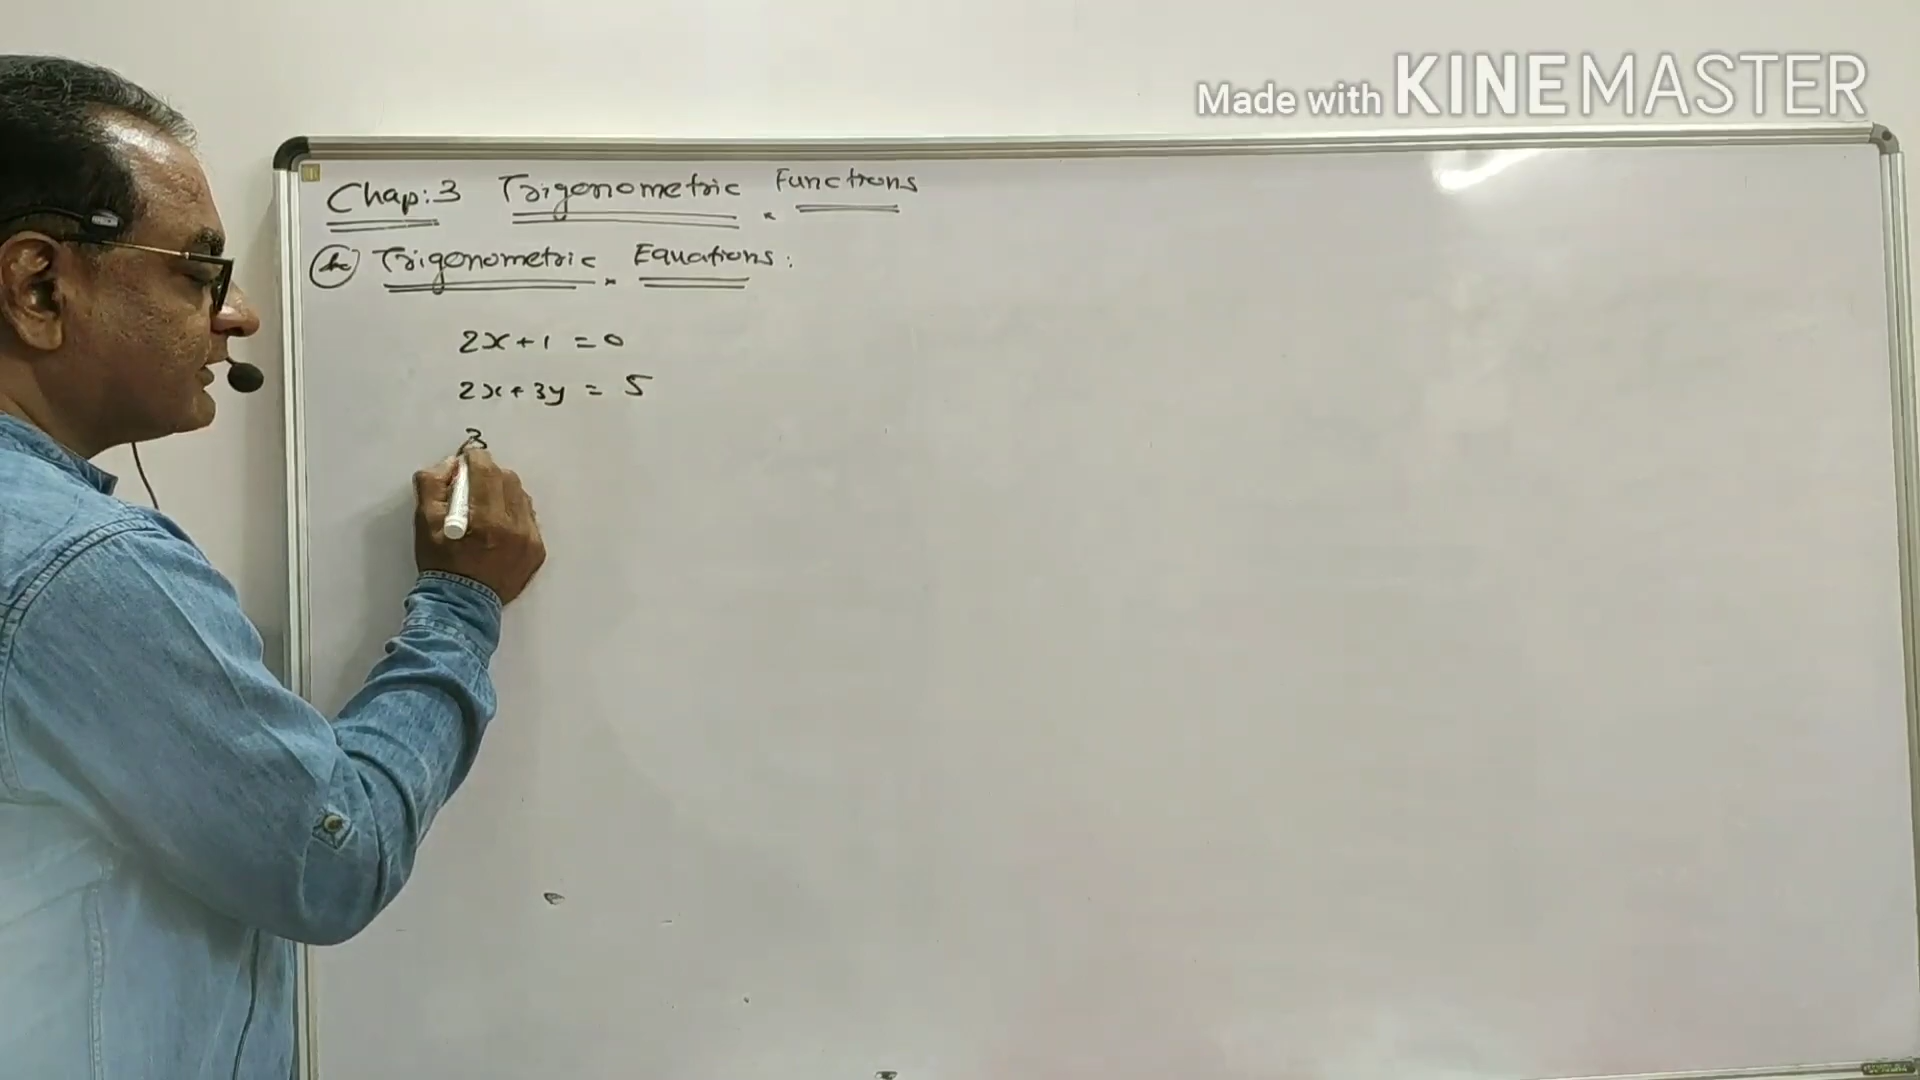 Made with KINEMASTER
Chap:3 Trigonometric Functions
Trigonometric Equations:
2x+1 = 0
2x+3y = 5
3